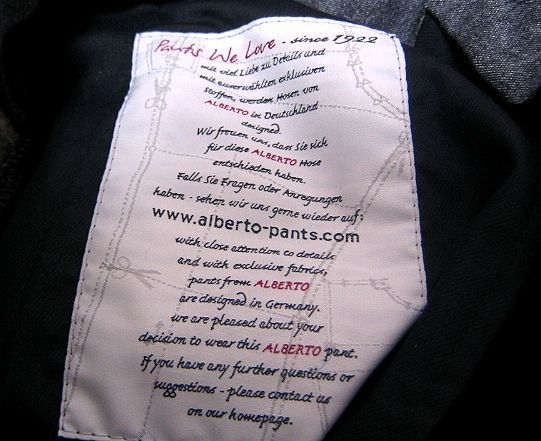 Pants We Love - since 1922
mit viel Liebe zu Details und
mit auserwählten exklusiven
Stoffen, werden Hosen von
ALBERTO in Deutschland
designed.
Wir freuen uns, dass Sie sich
für diese ALBERTO Hose
entschieden haben.
Falls Sie Fragen oder Anregungen
haben - sehen wir uns gerne wieder auf:
www.alberto-pants.com
with close attention to details
and with exclusive fabrics,
pants from ALBERTO
are designed in Germany.
we are pleased about your
decision to wear this ALBERTO pant.
If you have any further questions or
suggestions - please contact us
on our homepage.